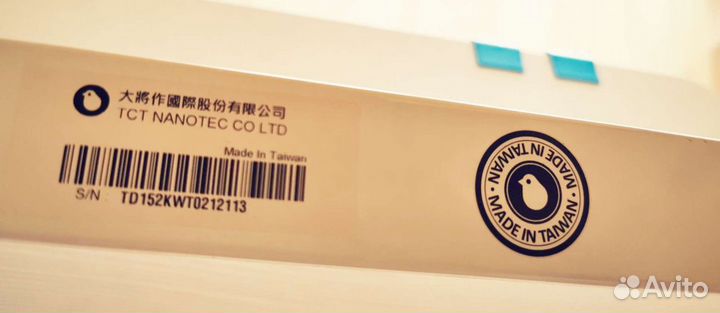 大將作國際股份有限公司
TCT NANOTEC CO LTD
Made In Taiwan
S/N : TD152KWT0212113
MADE IN TAIWAN
MADE IN TAIWAN
Avito